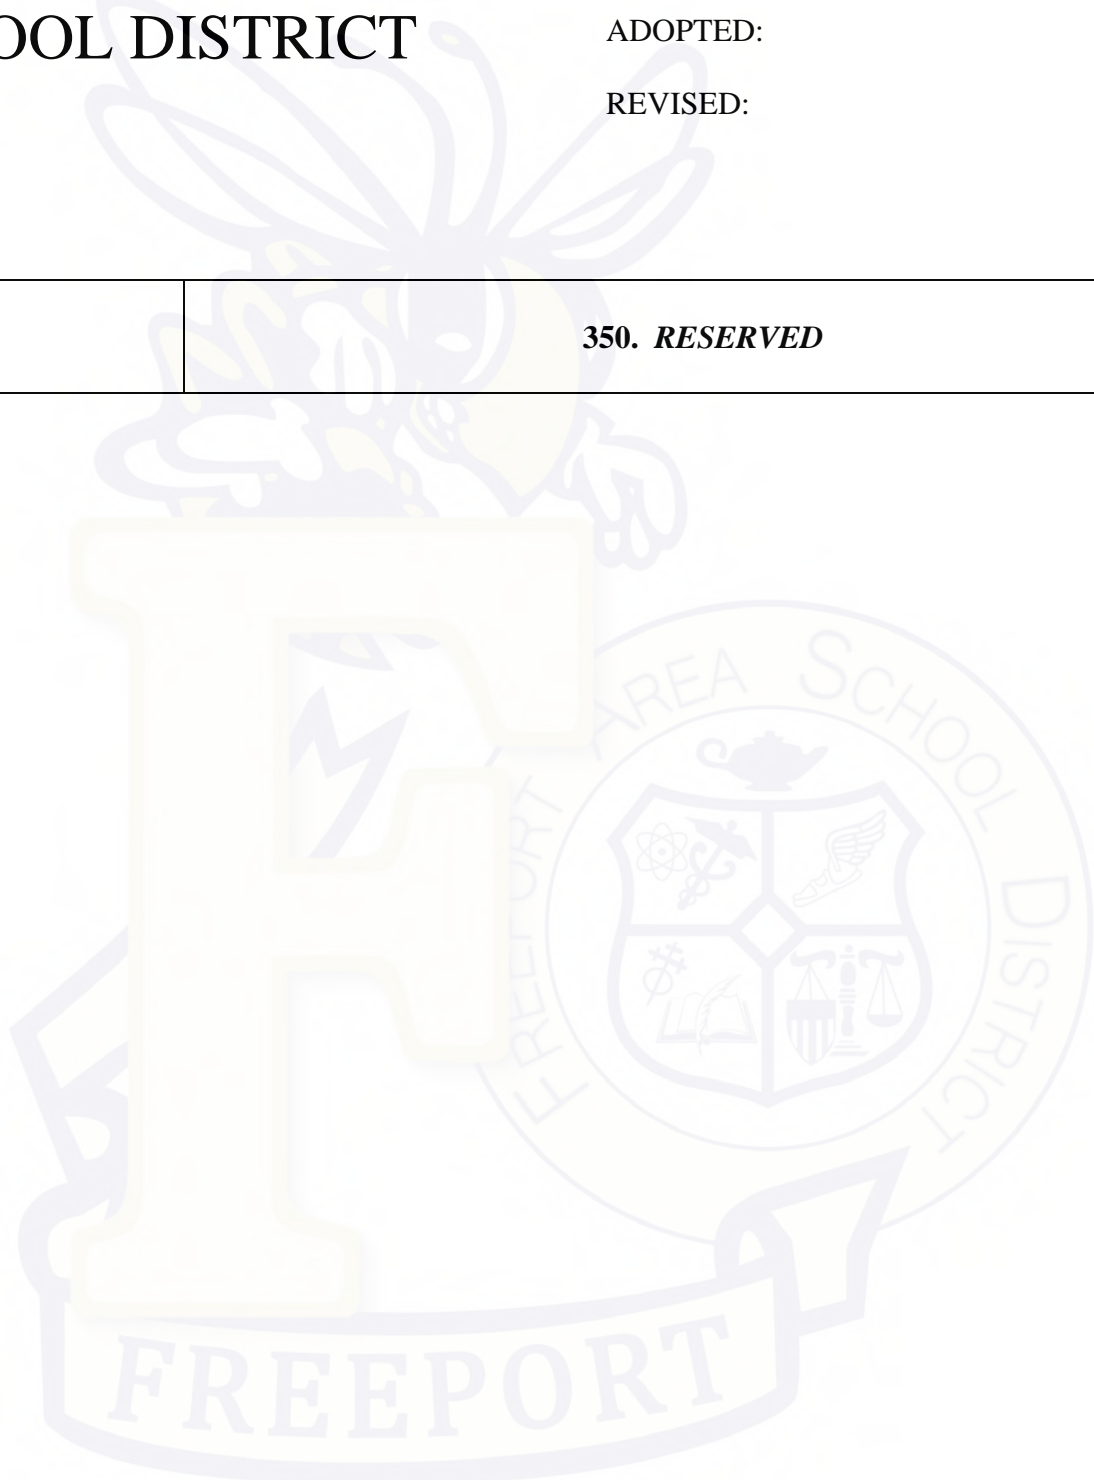 OOL DISTRICT
ADOPTED:
REVISED:
350. RESERVED
FREEPORT AREA SCHOOL DISTRICT
FREEPORT